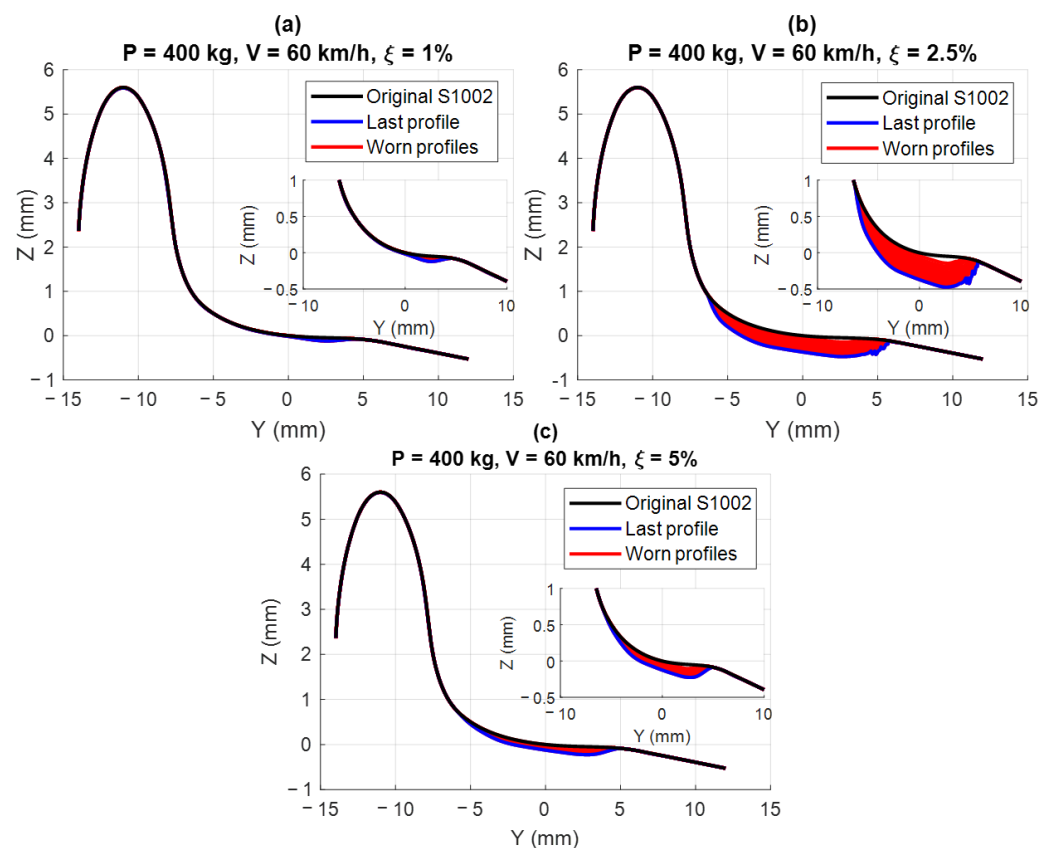 (a)
P = 400 kg, V = 60 km/h, ξ = 1%
6
5
4
3
2
1
0
− 1
Z (mm)
− 15
− 10
− 5
0
5
10
15
Y (mm)
Original S1002
Last profile
Worn profiles
1
0.5
0
− 0.5
Z (mm)
− 10
0
10
Y (mm)
(b)
P = 400 kg, V = 60 km/h, ξ = 2.5%
6
5
4
3
2
1
0
-1
Z (mm)
− 15
− 10
− 5
0
5
10
15
Y (mm)
Original S1002
Last profile
Worn profiles
1
0.5
0
− 0.5
Z (mm)
− 10
0
10
Y (mm)
(c)
P = 400 kg, V = 60 km/h, ξ = 5%
6
5
4
3
2
1
0
− 1
Z (mm)
− 15
− 10
− 5
0
5
10
15
Y (mm)
Original S1002
Last profile
Worn profiles
1
0.5
0
− 0.5
Z (mm)
− 10
0
10
Y (mm)